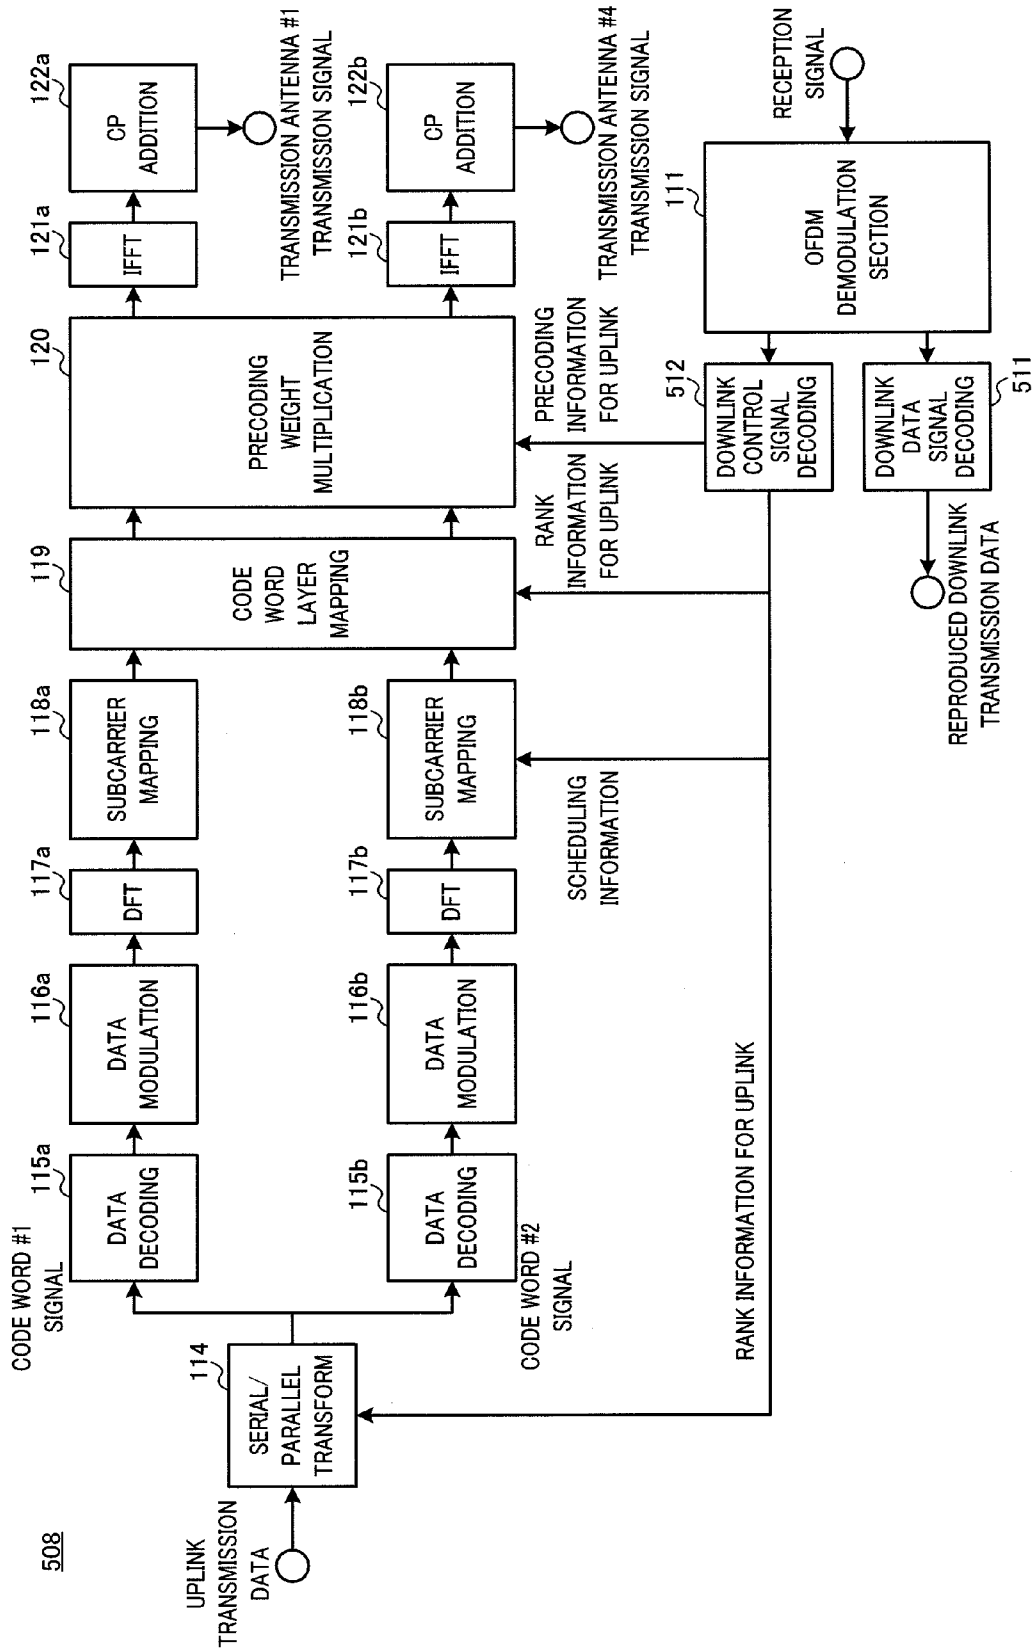 508
UPLINK
TRANSMISSION
DATA
114
SERIAL/
PARALLEL
TRANSFORM
CODE WORD #1
SIGNAL
115a
DATA
DECODING
116a
DATA
MODULATION
117a
DFT
118a
SUBCARRIER
MAPPING
119
CODE
WORD
LAYER
MAPPING
120
PRECODING
WEIGHT
MULTIPLICATION
121a
IFFT
122a
CP
ADDITION
TRANSMISSION ANTENNA #1
TRANSMISSION SIGNAL
115b
DATA
DECODING
CODE WORD #2
SIGNAL
116b
DATA
MODULATION
117b
DFT
118b
SUBCARRIER
MAPPING
121b
IFFT
122b
CP
ADDITION
TRANSMISSION ANTENNA #4
TRANSMISSION SIGNAL
SCHEDULING
INFORMATION
RANK
INFORMATION
FOR UPLINK
PRECODING
INFORMATION
FOR UPLINK
RANK INFORMATION FOR UPLINK
512
DOWNLINK
CONTROL
SIGNAL
DECODING
111
OFDM
DEMODULATION
SECTION
RECEPTION
SIGNAL
DOWNLINK
DATA
SIGNAL
DECODING
511
REPRODUCED DOWNLINK
TRANSMISSION DATA